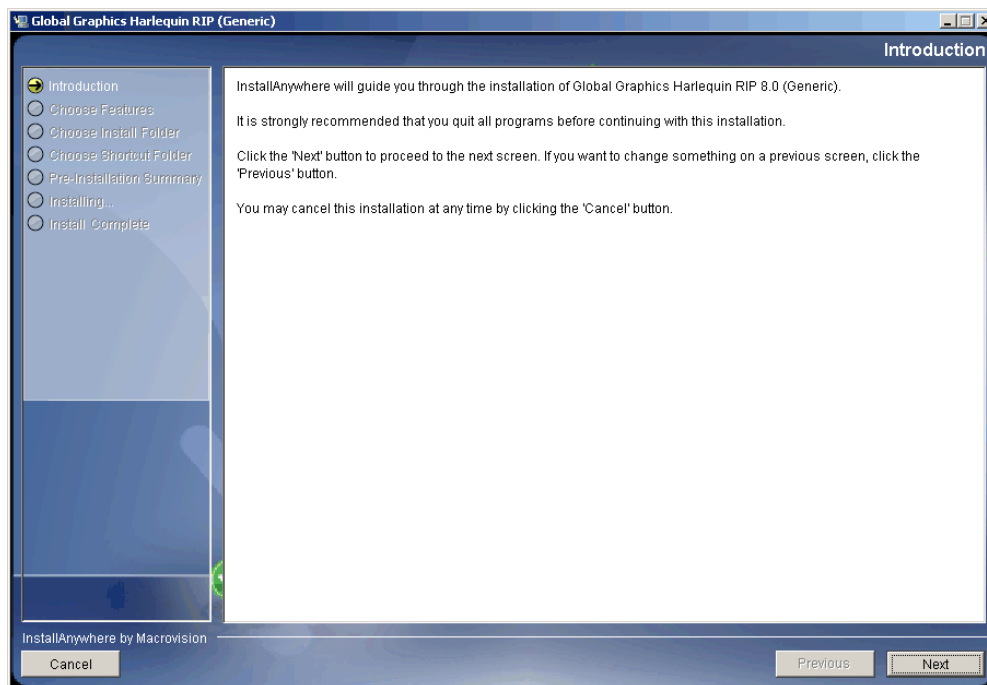 Global Graphics Harlequin RIP (Generic)
Introduction
Introduction
Choose Features
Choose Install Folder
Choose Shortcut Folder
Pre-Installation Summary
Installing...
Install Complete
InstallAnywhere will guide you through the installation of Global Graphics Harlequin RIP 8.0 (Generic).
It is strongly recommended that you quit all programs before continuing with this installation.
Click the 'Next' button to proceed to the next screen. If you want to change something on a previous screen, click the
'Previous' button.
You may cancel this installation at any time by clicking the 'Cancel' button.
InstallAnywhere by Macrovision
Cancel
Previous
Next